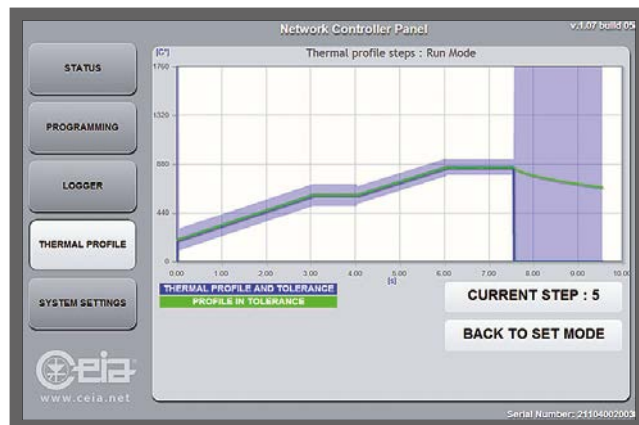 Network Controller Panel
v.1.07 build 05
STATUS
PROGRAMMING
LOGGER
THERMAL PROFILE
SYSTEM SETTINGS
Ceia
www.ceia.net
[C°]
Thermal profile steps : Run Mode
1760
1320
880
440
0
0.00 1.00 2.00 3.00 4.00 5.00 6.00 7.00 8.00 9.00 10.00
[s]
THERMAL PROFILE AND TOLERANCE
PROFILE IN TOLERANCE
CURRENT STEP : 5
BACK TO SET MODE
Serial Number: 21104002003